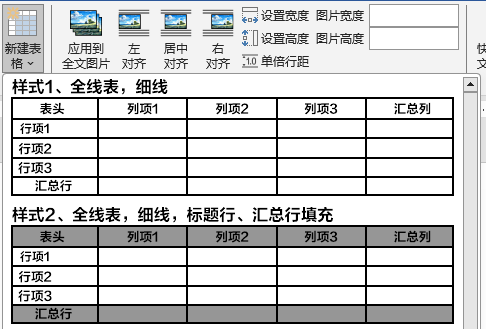 新建表格
应用到全文图片
左对齐
居中对齐
右对齐
设置宽度 图片宽度
设置高度 图片高度
1.0 单倍行距
快
文
样式1、全线表，细线
表头 列项1 列项2 列项3 汇总列
行项1
行项2
行项3
汇总行
样式2、全线表，细线，标题行、汇总行填充
表头 列项1 列项2 列项3 汇总列
行项1
行项2
行项3
汇总行